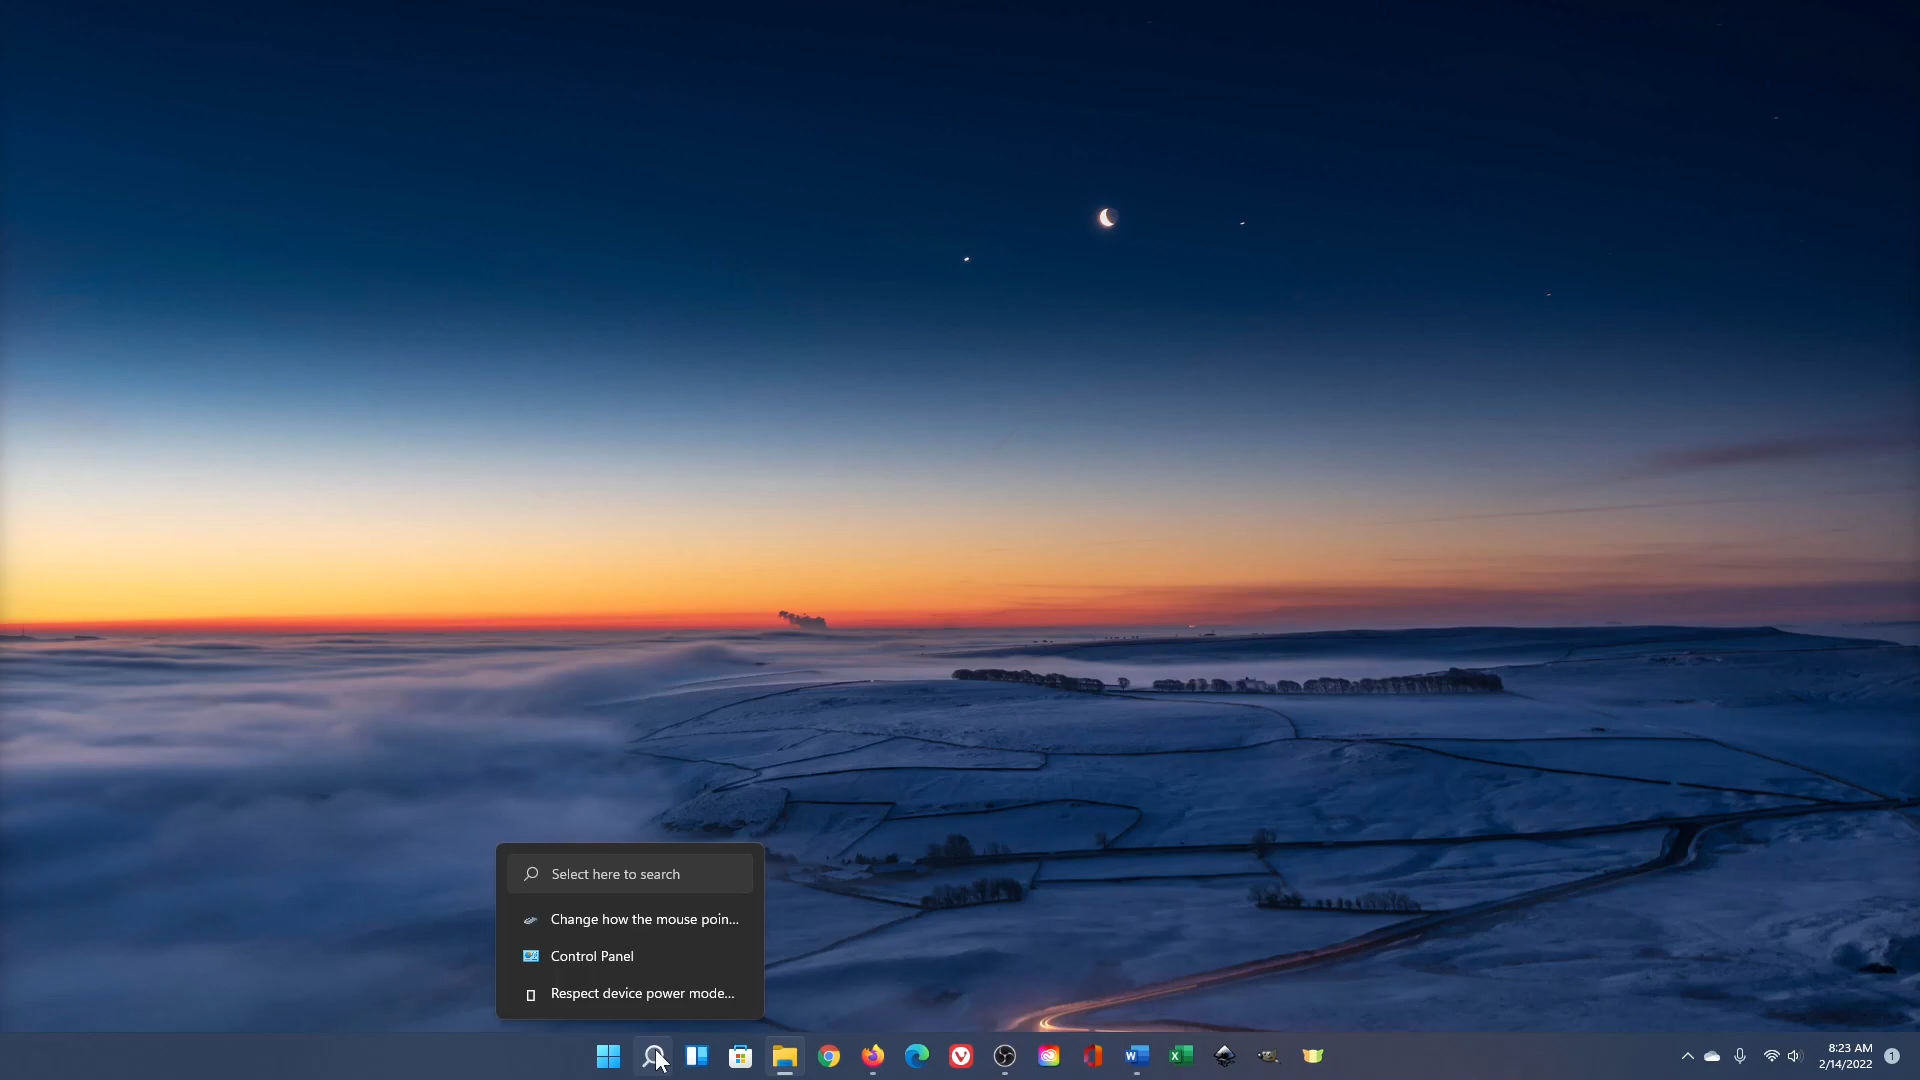 Select here to search
Change how the mouse poin...
Control Panel
Respect device power mode...
8:23 AM
2/14/2022
1